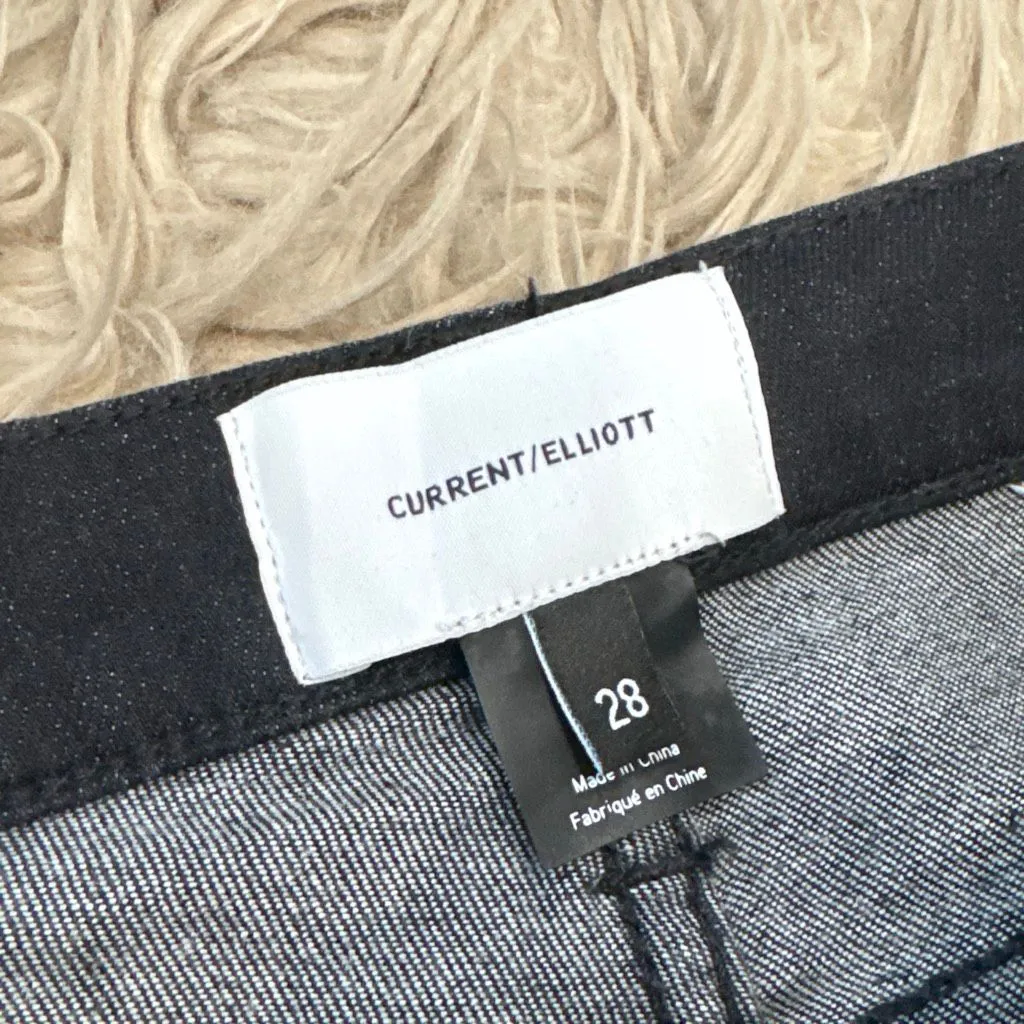 CURRENT/ELLIOTT
28
Made in China
Fabriqué en Chine